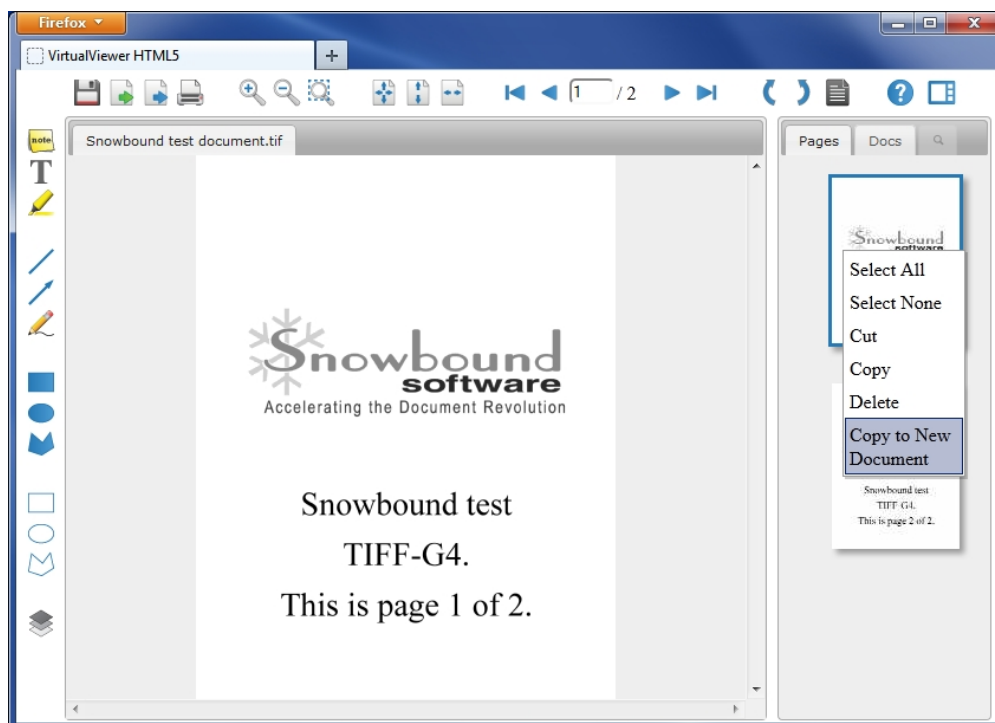 Firefox
VirtualViewer HTML5
1 / 2
note
T
Snowbound test document.tif
Pages Docs
Snowbound
software
Accelerating the Document Revolution
Snowbound test
TIFF-G4.
This is page 1 of 2.
Snowbound
software
Select All
Select None
Cut
Copy
Delete
Copy to New
Document
Snowbound test
TIFF-G4.
This is page 2 of 2.